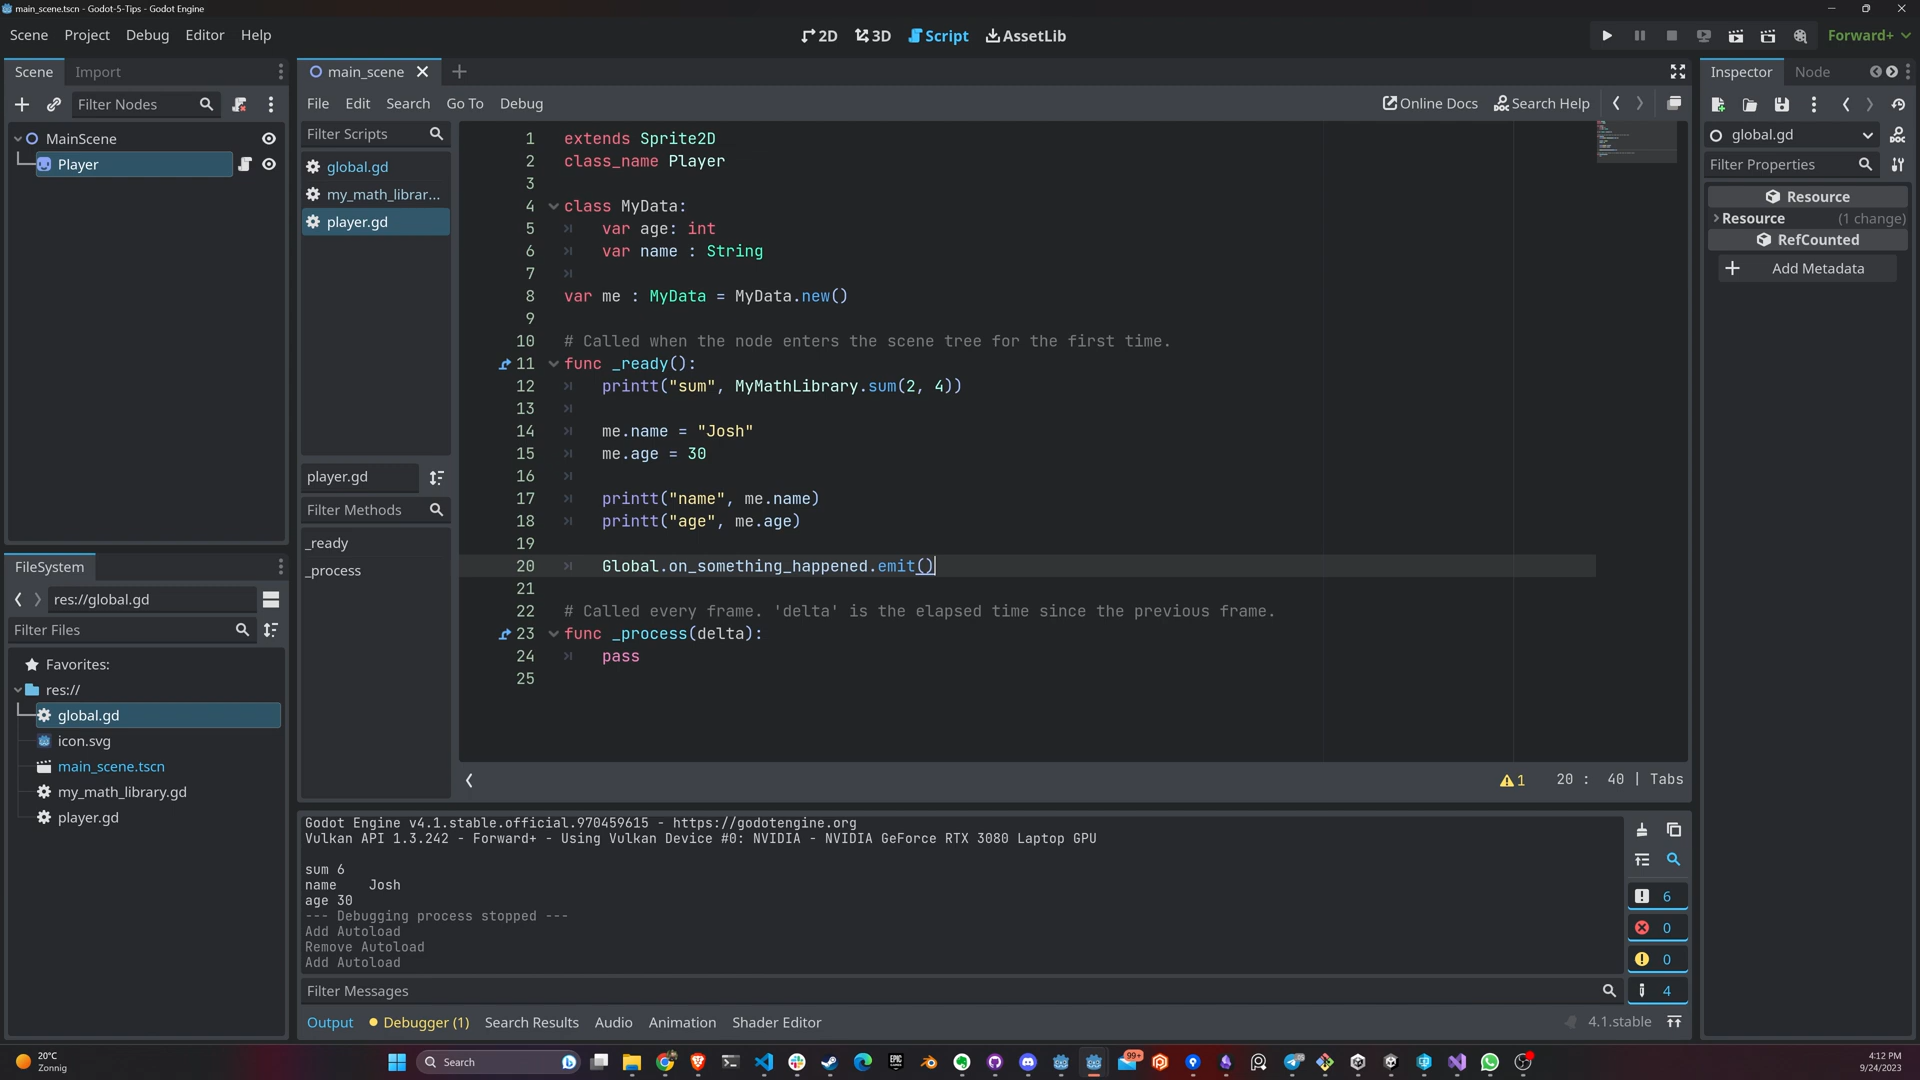 main_scene.tscn - Godot-5-Tips - Godot Engine
Scene Project Debug Editor Help
2D 3D Script AssetLib
Forward+
Scene Import
Filter Nodes
MainScene
Player
FileSystem
res://global.gd
Filter Files
Favorites:
res://
global.gd
icon.svg
main_scene.tscn
my_math_library.gd
player.gd
main_scene
File Edit Search Go To Debug
Online Docs Search Help
Filter Scripts
global.gd
my_math_librar...
player.gd
player.gd
Filter Methods
_ready
_process
1 extends Sprite2D
2 class_name Player
3
4 class MyData:
5 var age: int
6 var name : String
7
8 var me : MyData = MyData.new()
9
10 # Called when the node enters the scene tree for the first time.
11 func _ready():
12 printt("sum", MyMathLibrary.sum(2, 4))
13
14 me.name = "Josh"
15 me.age = 30
16
17 printt("name", me.name)
18 printt("age", me.age)
19
20 Global.on_something_happened.emit()
21
22 # Called every frame. 'delta' is the elapsed time since the previous frame.
23 func _process(delta):
24 pass
25
1 20 : 40 | Tabs
Godot Engine v4.1.stable.official.970459615 - https://godotengine.org
Vulkan API 1.3.242 - Forward+ - Using Vulkan Device #0: NVIDIA - NVIDIA GeForce RTX 3080 Laptop GPU
sum 6
name Josh
age 30
--- Debugging process stopped ---
Add Autoload
Remove Autoload
Add Autoload
6
0
0
4
Filter Messages
Output Debugger (1) Search Results Audio Animation Shader Editor
4.1.stable
Inspector Node
global.gd
Filter Properties
Resource
Resource (1 change)
RefCounted
Add Metadata
20°C
Zonnig
Search
99+
4:12 PM
9/24/2023